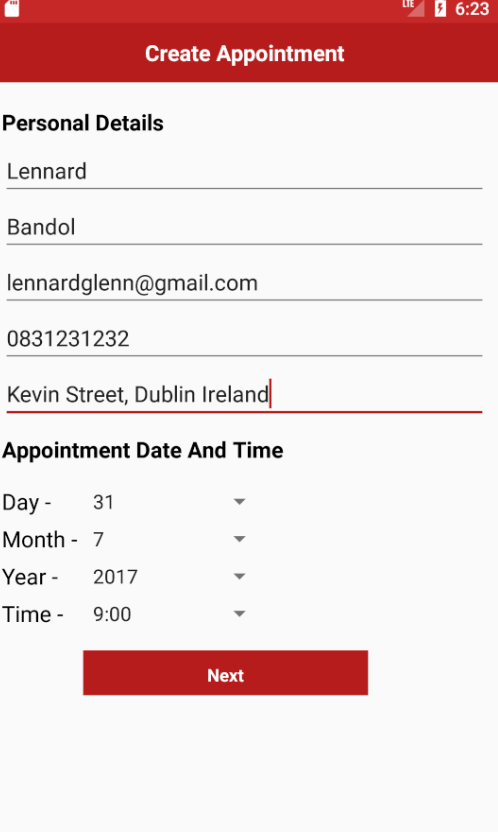 LTE 6:23
Create Appointment
Personal Details
Lennard
Bandol
lennardglenn@gmail.com
0831231232
Kevin Street, Dublin Ireland
Appointment Date And Time
Day - 31
Month - 7
Year - 2017
Time - 9:00
Next